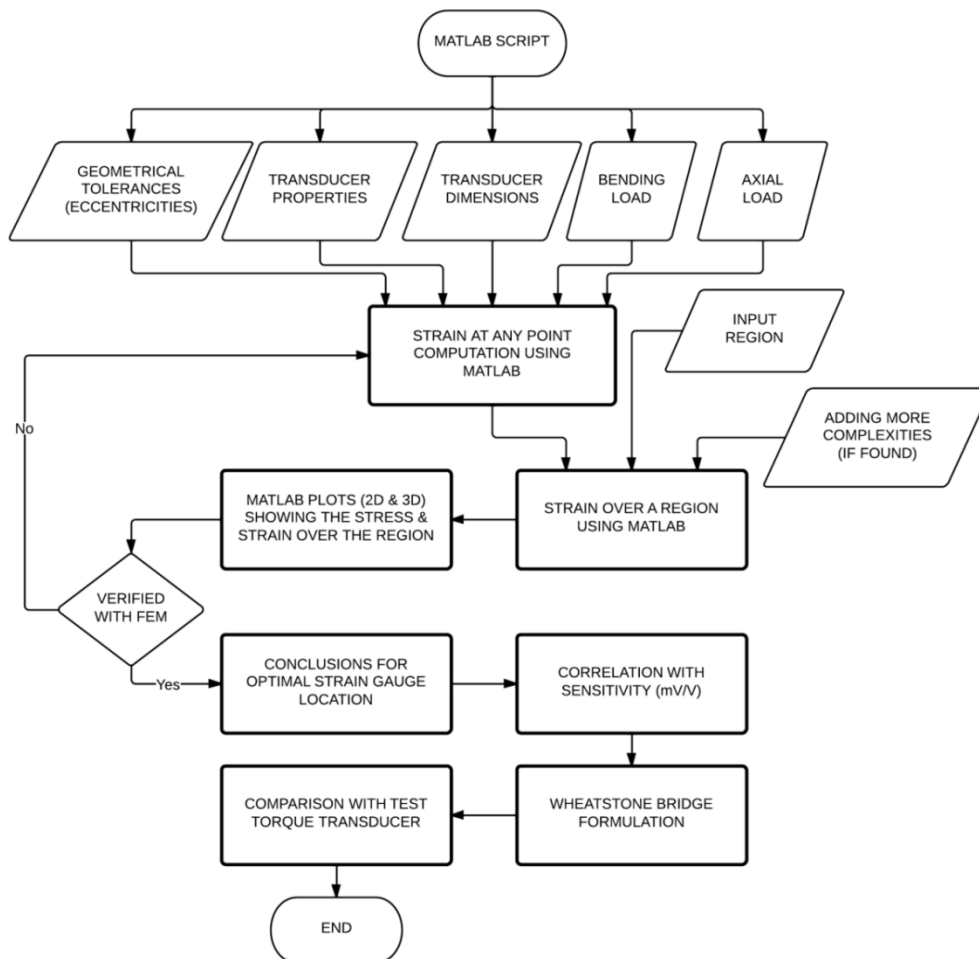 MATLAB SCRIPT
GEOMETRICAL
TOLERANCES
(ECCENTRICITIES)
TRANSDUCER
PROPERTIES
TRANSDUCER
DIMENSIONS
BENDING
LOAD
AXIAL
LOAD
STRAIN AT ANY POINT
COMPUTATION USING
MATLAB
INPUT
REGION
ADDING MORE
COMPLEXITIES
(IF FOUND)
No
MATLAB PLOTS (2D & 3D)
SHOWING THE STRESS &
STRAIN OVER THE REGION
STRAIN OVER A REGION
USING MATLAB
VERIFIED
WITH FEM
Yes
CONCLUSIONS FOR
OPTIMAL STRAIN GAUGE
LOCATION
CORRELATION WITH
SENSITIVITY (mV/V)
COMPARISON WITH TEST
TORQUE TRANSDUCER
WHEATSTONE BRIDGE
FORMULATION
END